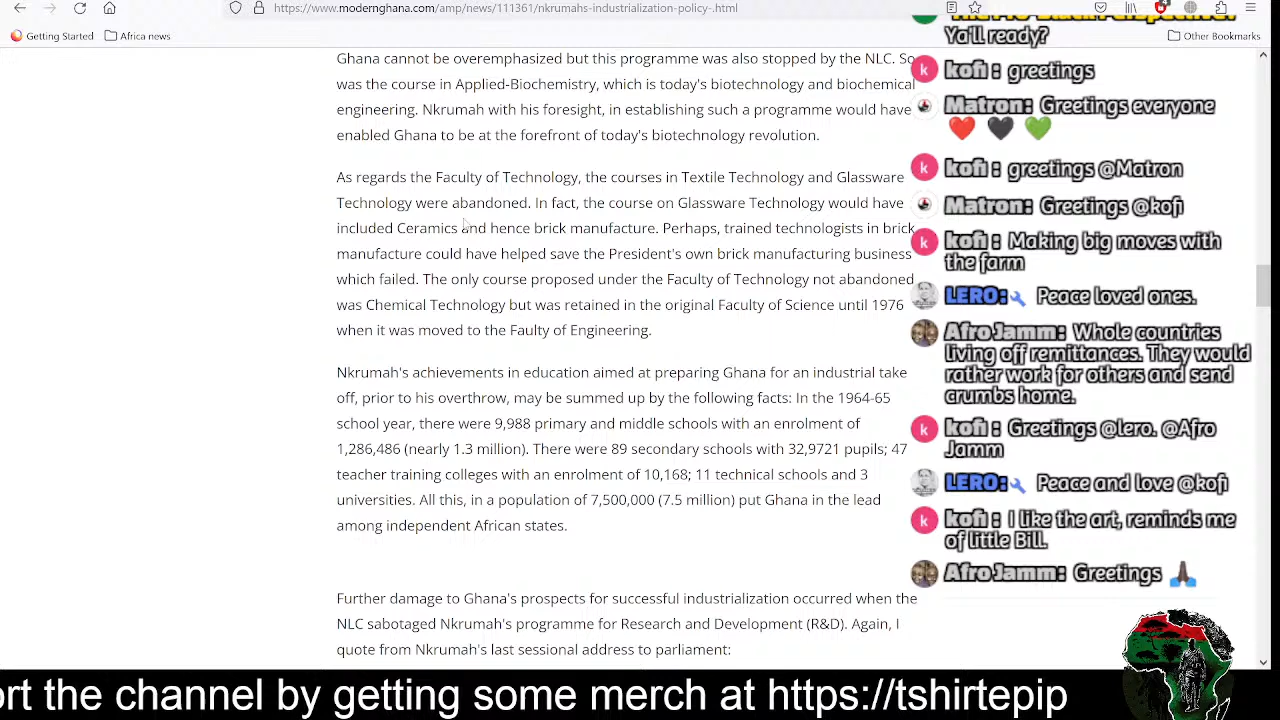 https://www.modernghana.com/amp/news/111361/nkrumahs-industrialization-policy-.html
Getting Started
Africa news
Other Bookmarks
Ghana cannot be overemphasized but this programme was also stopped by the NLC. So
was the course in Applied-Biochemistry, which is today's biotechnology and biochemical
engineering. Nkrumah with his foresight, in establishing such a programme would have
enabled Ghana to be at the forefront of today's biotechnology revolution.
As regards the Faculty of Technology, the courses in Textile Technology and Glassware
Technology were abandoned. In fact, the course on Glassware Technology would have
included Ceramics and hence brick manufacture. Perhaps, trained technologists in brick
manufacture could have helped save the President's own brick manufacturing business
which failed. The only course proposed under the Faculty of Technology not abandoned
was Chemical Technology but was retained in the original Faculty of Science until 1976
when it was moved to the Faulty of Engineering.
Nkrumah's achievements in education aimed at preparing Ghana for an industrial take
off, prior to his overthrow, may be summed up by the following facts: In the 1964-65
school year, there were 9,988 primary and middle schools with an enrolment of
1,286,486 (nearly 1.3 million). There were 89 secondary schools with 32,9721 pupils; 47
teacher training colleges with an enrolment of 10,168; 11 technical schools and 3
universities. All this, in a population of 7,500,000 (7.5 million) put Ghana in the lead
among independent African states.
Further damage to Ghana's prospects for successful industrialization occurred when the
NLC sabotaged Nkrumah's programme for Research and Development (R&D). Again, I
quote from Nkrumah's last sessional address to parliament:
The Pro-Black Perspective:
Ya'll ready?
kofi : greetings
Matron: Greetings everyone
❤️ 🖤 💚
kofi : greetings @Matron
Matron: Greetings @kofi
kofi : Making big moves with
the farm
LERO: Peace loved ones.
Afro Jamm: Whole countries
living off remittances. They would
rather work for others and send
crumbs home.
kofi : Greetings @lero. @Afro
Jamm
LERO: Peace and love @kofi
kofi : I like the art, reminds me
of little Bill.
Afro Jamm: Greetings 🙏🏿
ort the channel by getting some merch at https://tshirtepip